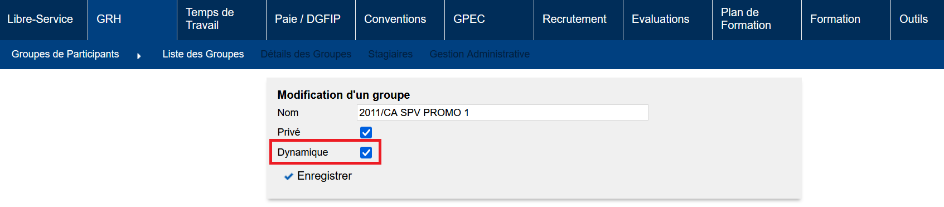 Libre-Service GRH Temps de Travail Paie / DGFIP Conventions GPEC Recrutement Evaluations Plan de Formation Formation Outils
Groupes de Participants Liste des Groupes Détails des Groupes Stagiaires Gestion Administrative
Modification d'un groupe
Nom 2011/CA SPV PROMO 1
Privé
Dynamique
Enregistrer